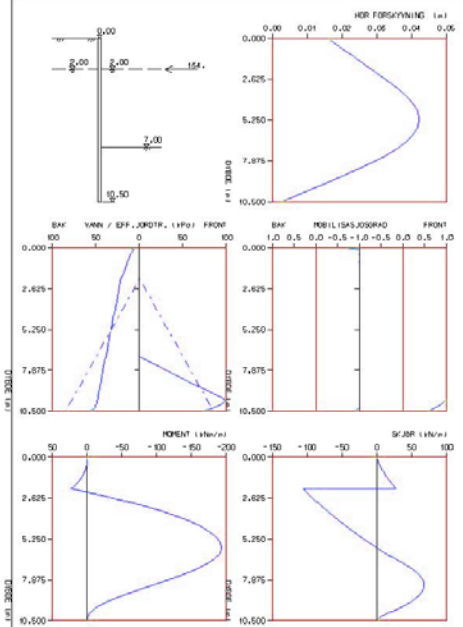 HOR FORSKYVNING (m)
0.00 0.01 0.02 0.03 0.04 0.05
0.000
2.625
5.250
7.875
10.500
DYBDE (m)
0.00
2.00 2.00 164.
7.00
10.50
BAK VANN / EFF.JORDTR. (kPa) FRONT
100 50 0 50 100
0.000
2.625
5.250
7.875
10.500
DYBDE (m)
BAK MOBILISASJOSGRAD FRONT
1.0 0.5 0.0 -0.5 -1.0 -0.5 0.0 0.5 1.0
0.000
2.625
5.250
7.875
10.500
DYBDE (m)
MOMENT (kNm/m)
50 0 -50 -100 -150 -200
0.000
2.625
5.250
7.875
10.500
DYBDE (m)
SKJÆR (kN/m)
-150 -100 -50 0 50 100
0.000
2.625
5.250
7.875
10.500
DYBDE (m)